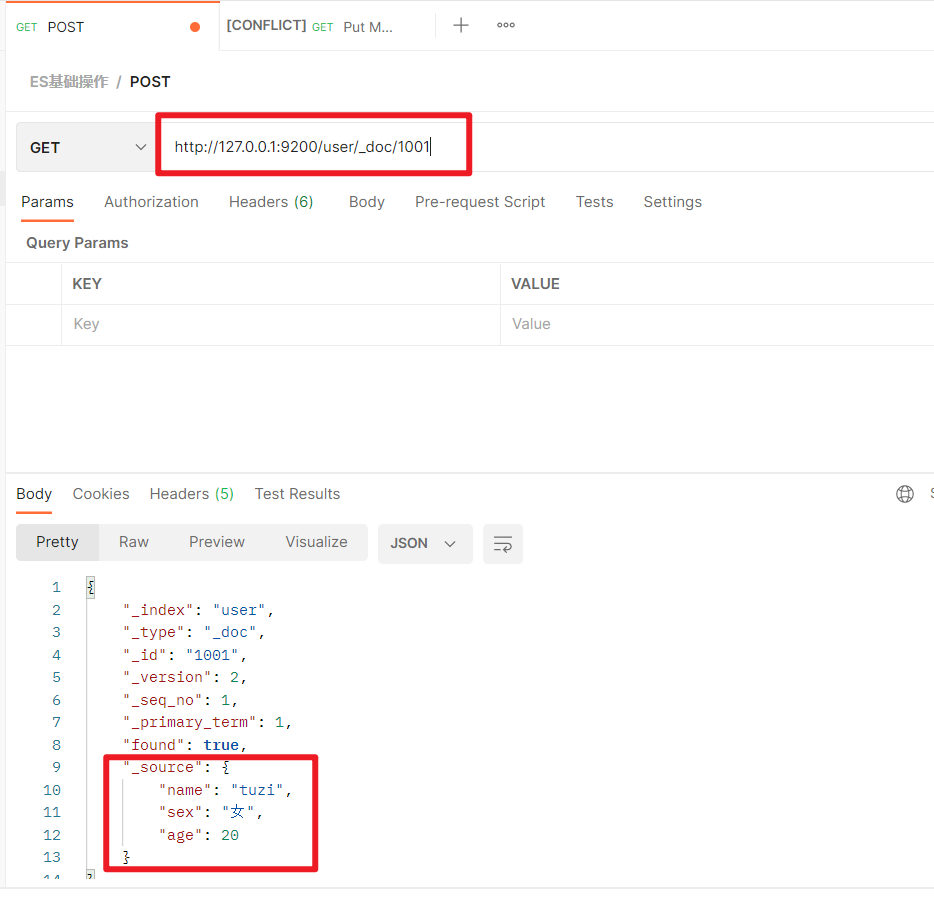 GET POST [CONFLICT] GET Put M... + ooo
ES基础操作 / POST
GET http://127.0.0.1:9200/user/_doc/1001
Params Authorization Headers (6) Body Pre-request Script Tests Settings
Query Params
KEY VALUE
Key Value
Body Cookies Headers (5) Test Results
Pretty Raw Preview Visualize JSON
1 {
2 "_index": "user",
3 "_type": "_doc",
4 "_id": "1001",
5 "_version": 2,
6 "_seq_no": 1,
7 "_primary_term": 1,
8 "found": true,
9 "_source": {
10 "name": "tuzi",
11 "sex": "女",
12 "age": 20
13 }
14 }